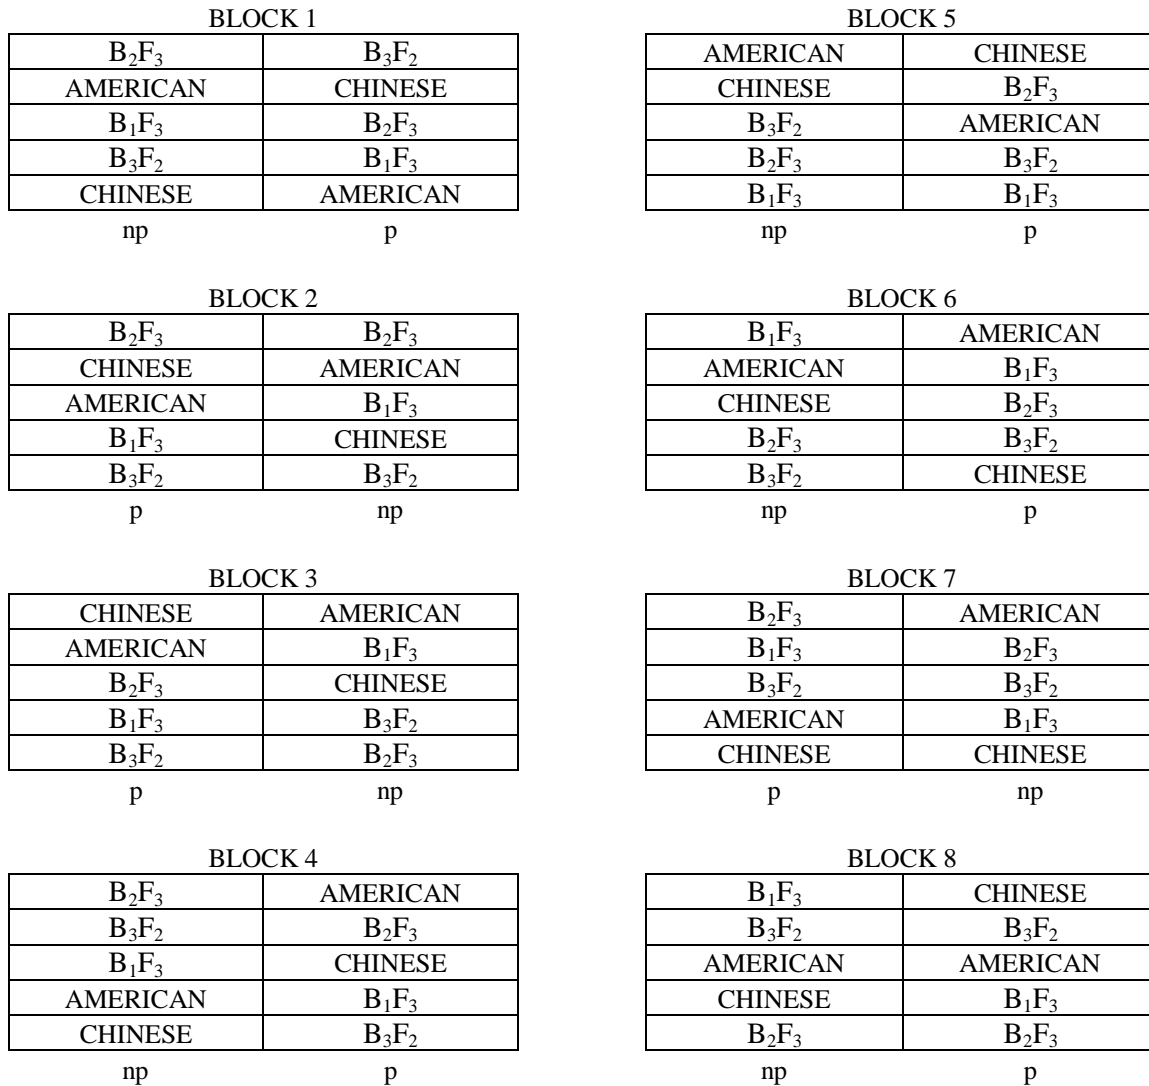 BLOCK 1
B₂F₃ B₃F₂
AMERICAN CHINESE
B₁F₃ B₂F₃
B₃F₂ B₁F₃
CHINESE AMERICAN
np p
BLOCK 2
B₂F₃ B₂F₃
CHINESE AMERICAN
AMERICAN B₁F₃
B₁F₃ CHINESE
B₃F₂ B₃F₂
p np
BLOCK 3
CHINESE AMERICAN
AMERICAN B₁F₃
B₂F₃ CHINESE
B₁F₃ B₃F₂
B₃F₂ B₂F₃
p np
BLOCK 4
B₂F₃ AMERICAN
B₃F₂ B₂F₃
B₁F₃ CHINESE
AMERICAN B₁F₃
CHINESE B₃F₂
np p
BLOCK 5
AMERICAN CHINESE
CHINESE B₂F₃
B₃F₂ AMERICAN
B₂F₃ B₃F₂
B₁F₃ B₁F₃
np p
BLOCK 6
B₁F₃ AMERICAN
AMERICAN B₁F₃
CHINESE B₂F₃
B₂F₃ B₃F₂
B₃F₂ CHINESE
np p
BLOCK 7
B₂F₃ AMERICAN
B₁F₃ B₂F₃
B₃F₂ B₃F₂
AMERICAN B₁F₃
CHINESE CHINESE
p np
BLOCK 8
B₁F₃ CHINESE
B₃F₂ B₃F₂
AMERICAN AMERICAN
CHINESE B₁F₃
B₂F₃ B₂F₃
np p